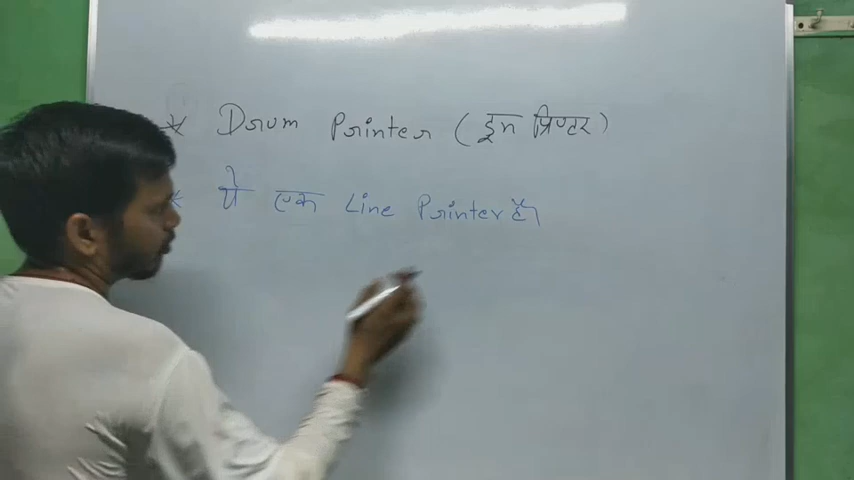 * Drum Printer (ड्रम प्रिण्टर)
* ये एक Line Printer है।